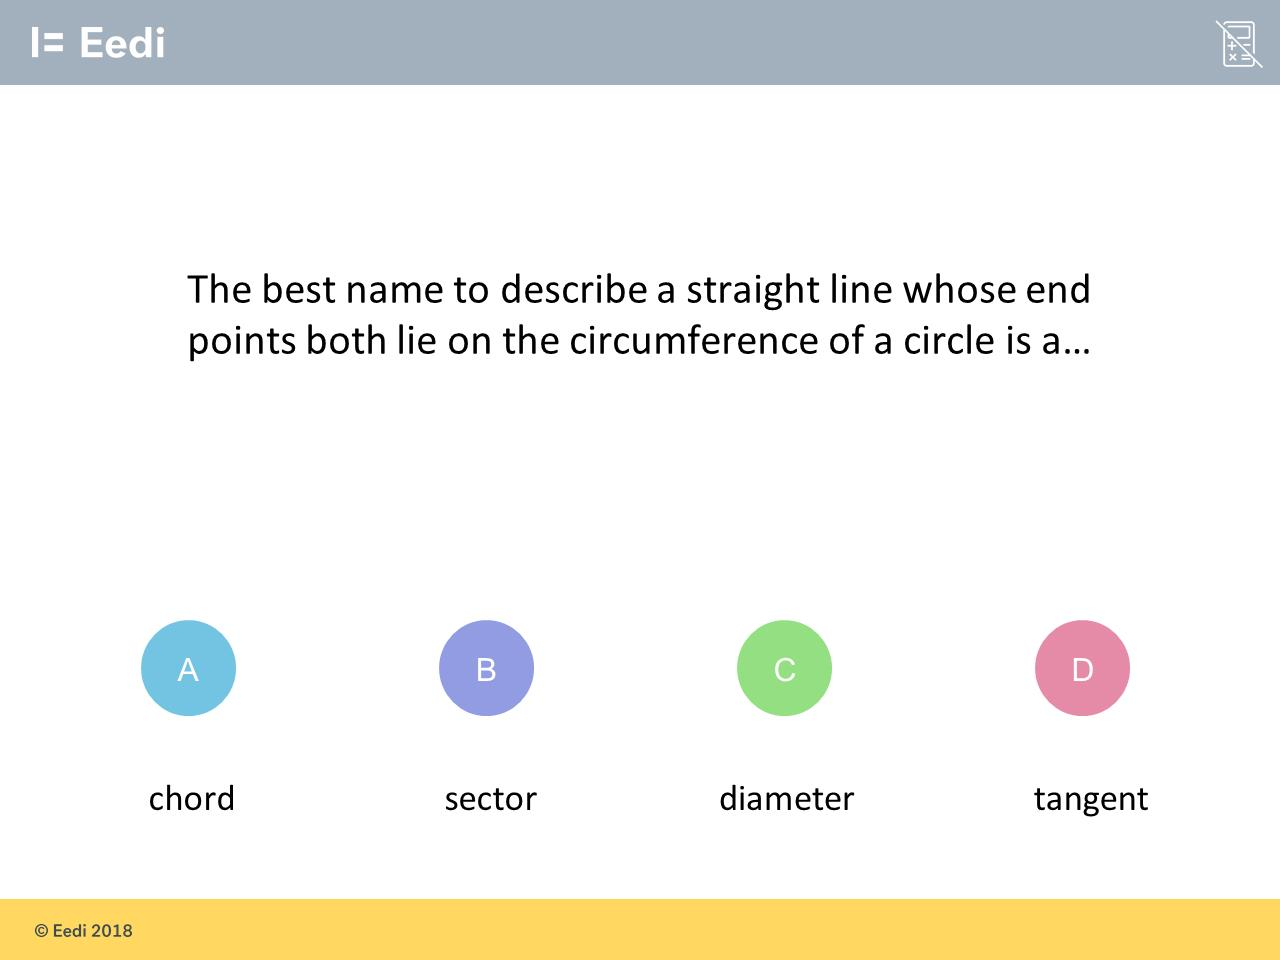 Eedi
The best name to describe a straight line whose end
points both lie on the circumference of a circle is a…
A
B
C
D
chord
sector
diameter
tangent
© Eedi 2018